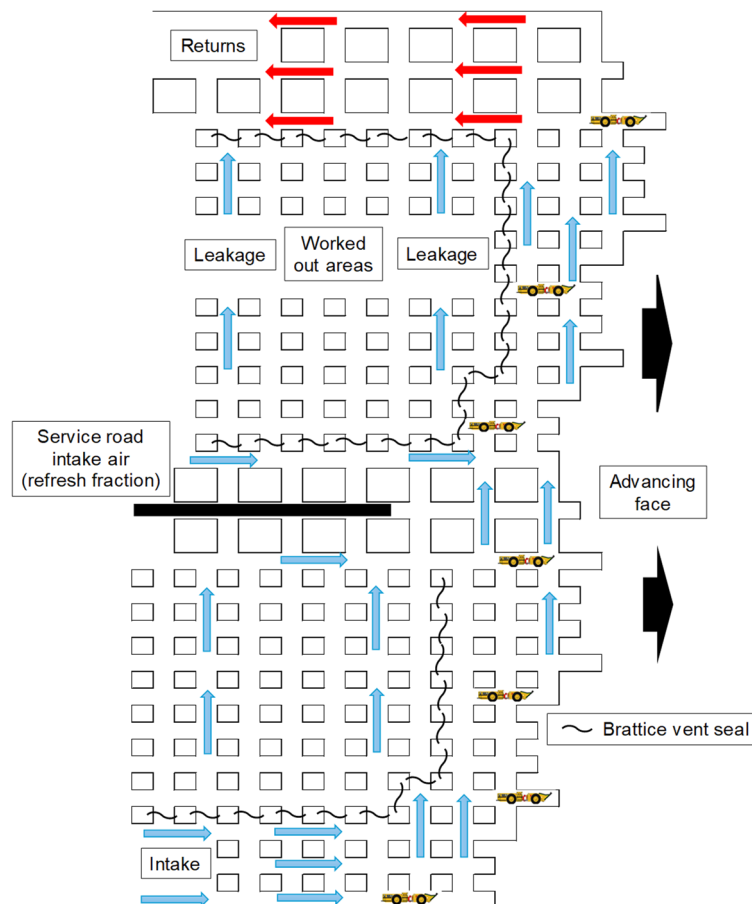 Returns
Leakage
Worked
out areas
Leakage
Service road
intake air
(refresh fraction)
Advancing
face
Brattice vent seal
Intake